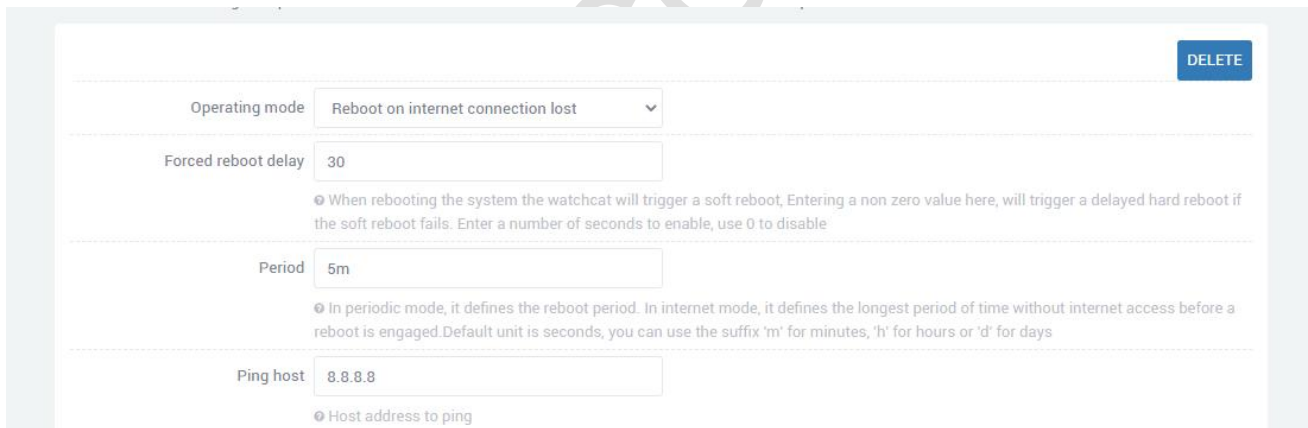 DELETE
Operating mode Reboot on internet connection lost
Forced reboot delay 30
When rebooting the system the watchcat will trigger a soft reboot, Entering a non zero value here, will trigger a delayed hard reboot if
the soft reboot fails. Enter a number of seconds to enable, use 0 to disable
Period 5m
In periodic mode, it defines the reboot period. In internet mode, it defines the longest period of time without internet access before a
reboot is engaged.Default unit is seconds, you can use the suffix 'm' for minutes, 'h' for hours or 'd' for days
Ping host 8.8.8.8
Host address to ping